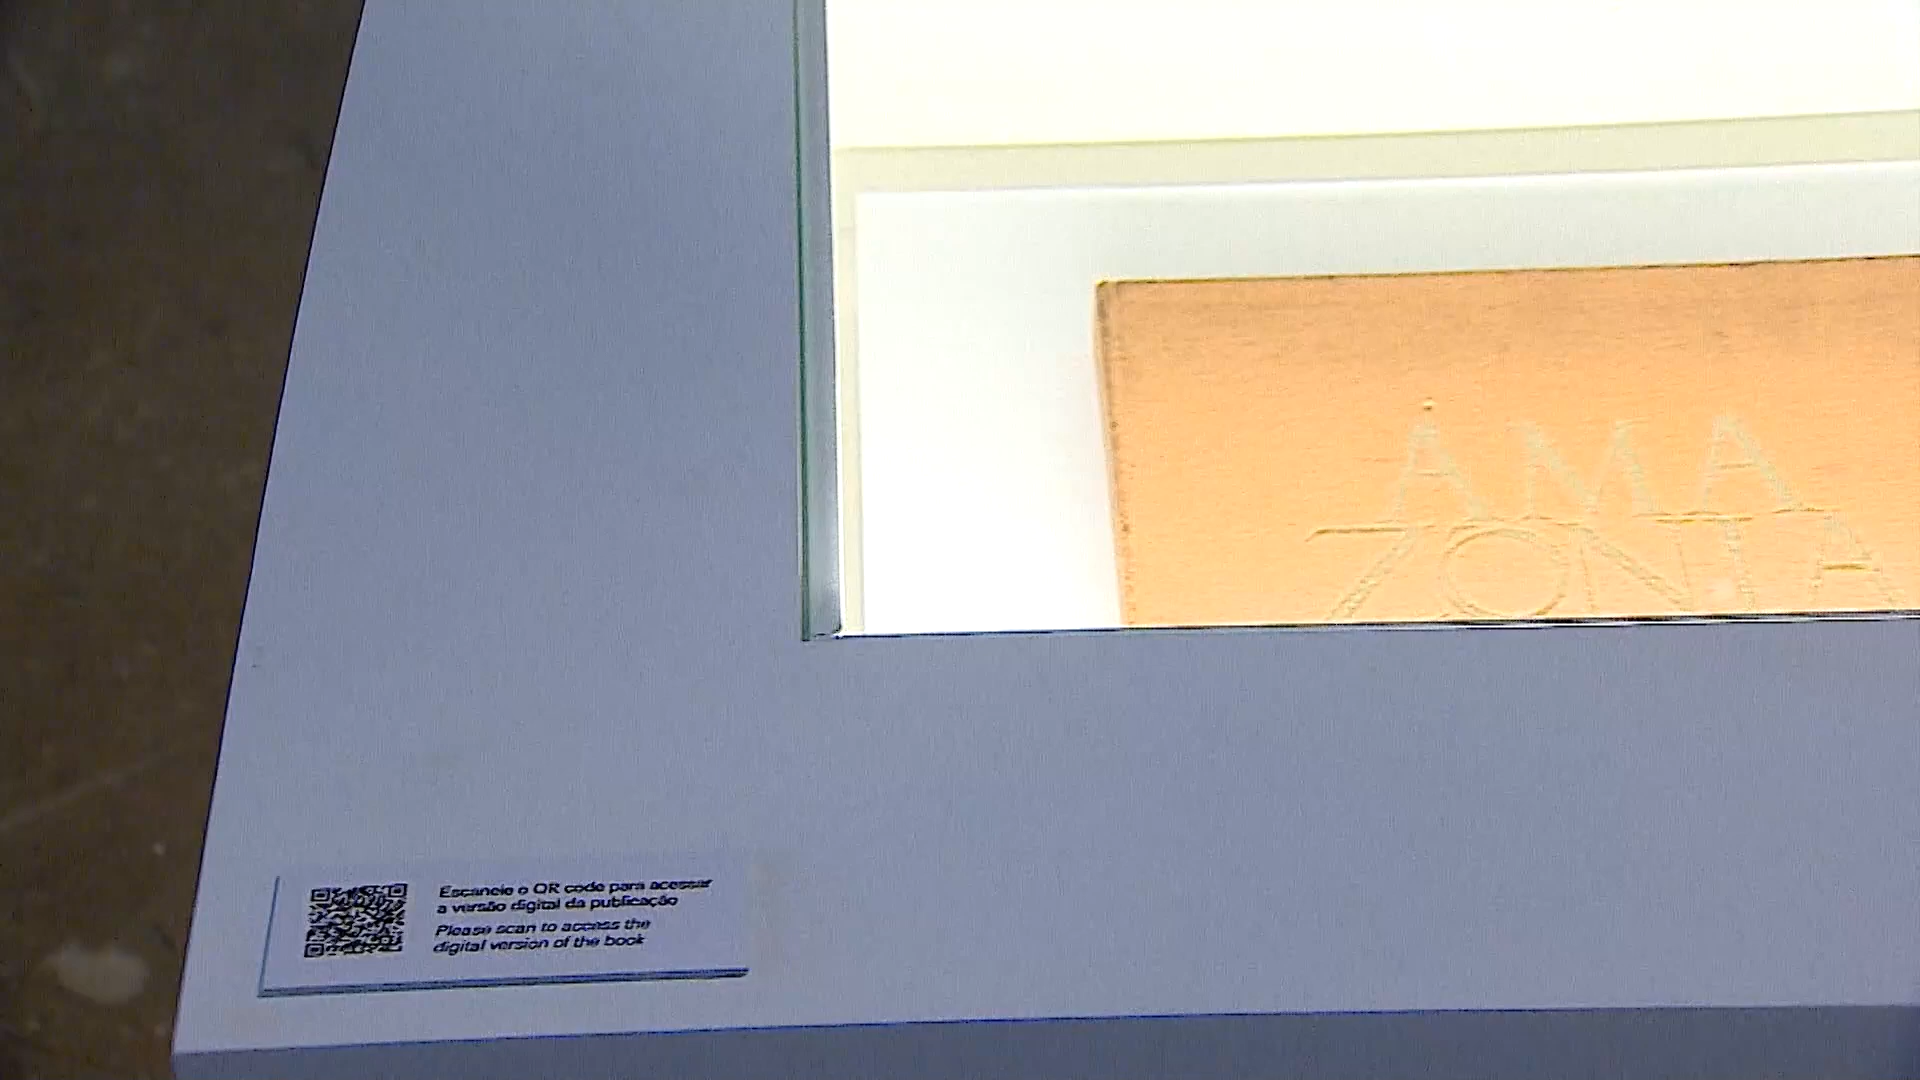 AMA
ZONIA
Escaneie o QR code para acessar
a versão digital da publicação
Please scan to access the
digital version of the book